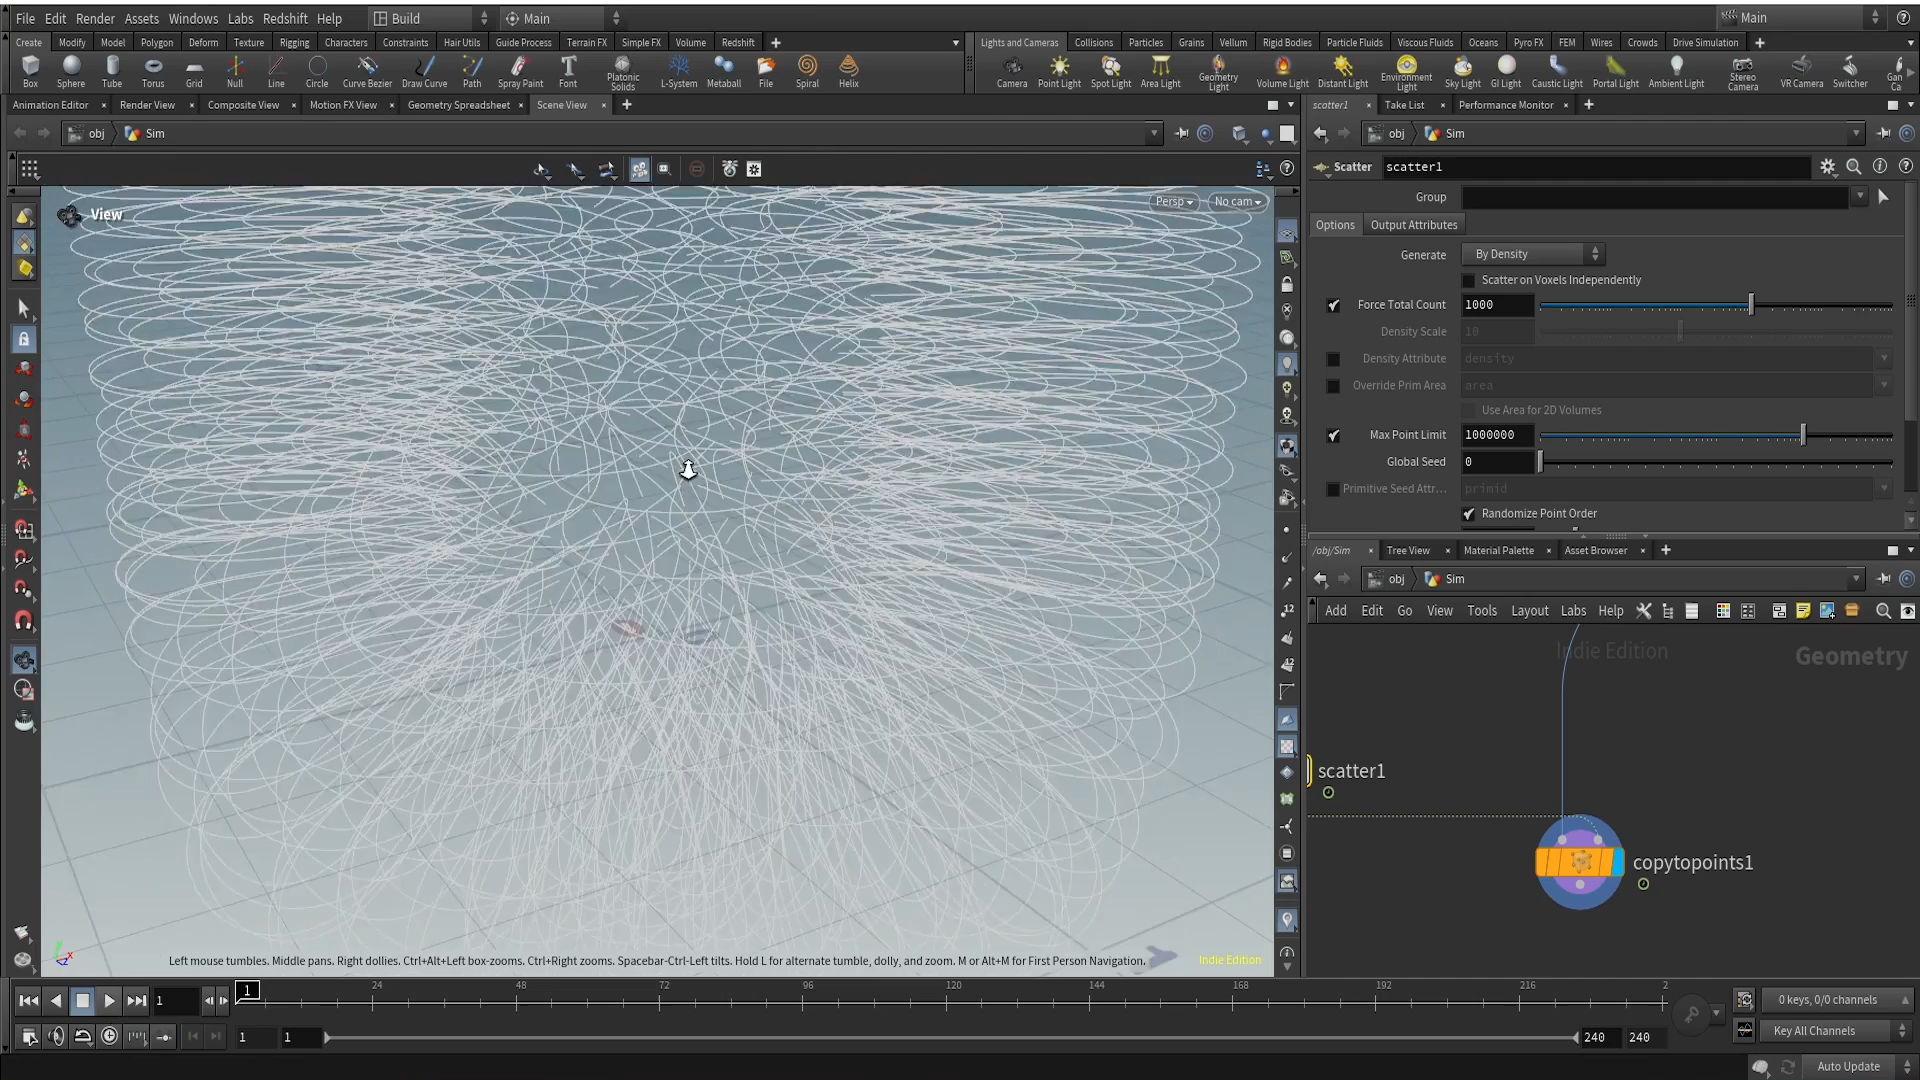 File Edit Render Assets Windows Labs Redshift Help Build Main Main
Create Modify Model Polygon Deform Texture Rigging Characters Constraints Hair Utils Guide Process Terrain FX Simple FX Volume Redshift
Lights and Cameras Collisions Particles Grains Vellum Rigid Bodies Particle Fluids Viscous Fluids Oceans Pyro FX FEM Wires Crowds Drive Simulation
Box Sphere Tube Torus Grid Null Line Circle Curve Bezier Draw Curve Path Spray Paint Font Platonic Solids L-System Metaball File Spiral Helix
Camera Point Light Spot Light Area Light Geometry Light Volume Light Distant Light Environment Light Sky Light GI Light Caustic Light Portal Light Ambient Light Stereo Camera VR Camera Switcher Gan Ca
Animation Editor Render View Composite View Motion FX View Geometry Spreadsheet Scene View
scatter1 Take List Performance Monitor
obj Sim
obj Sim
Scatter scatter1
Group
View
Persp No cam
Options Output Attributes
Generate By Density
Scatter on Voxels Independently
Force Total Count 1000
Density Scale 10
Density Attribute density
Override Prim Area area
Use Area for 2D Volumes
Max Point Limit 1000000
Global Seed 0
Primitive Seed Attr... primid
Randomize Point Order
/obj/Sim Tree View Material Palette Asset Browser
obj Sim
Add Edit Go View Tools Layout Labs Help
Indie Edition
Geometry
scatter1
copytopoints1
Left mouse tumbles. Middle pans. Right dollies. Ctrl+Alt+Left box-zooms. Ctrl+Right zooms. Spacebar-Ctrl-Left tilts. Hold L for alternate tumble, dolly, and zoom. M or Alt+M for First Person Navigation.
Indie Edition
1 1 24 48 72 96 120 144 168 192 216 2
0 keys, 0/0 channels
1 1 240 240
Key All Channels
Auto Update